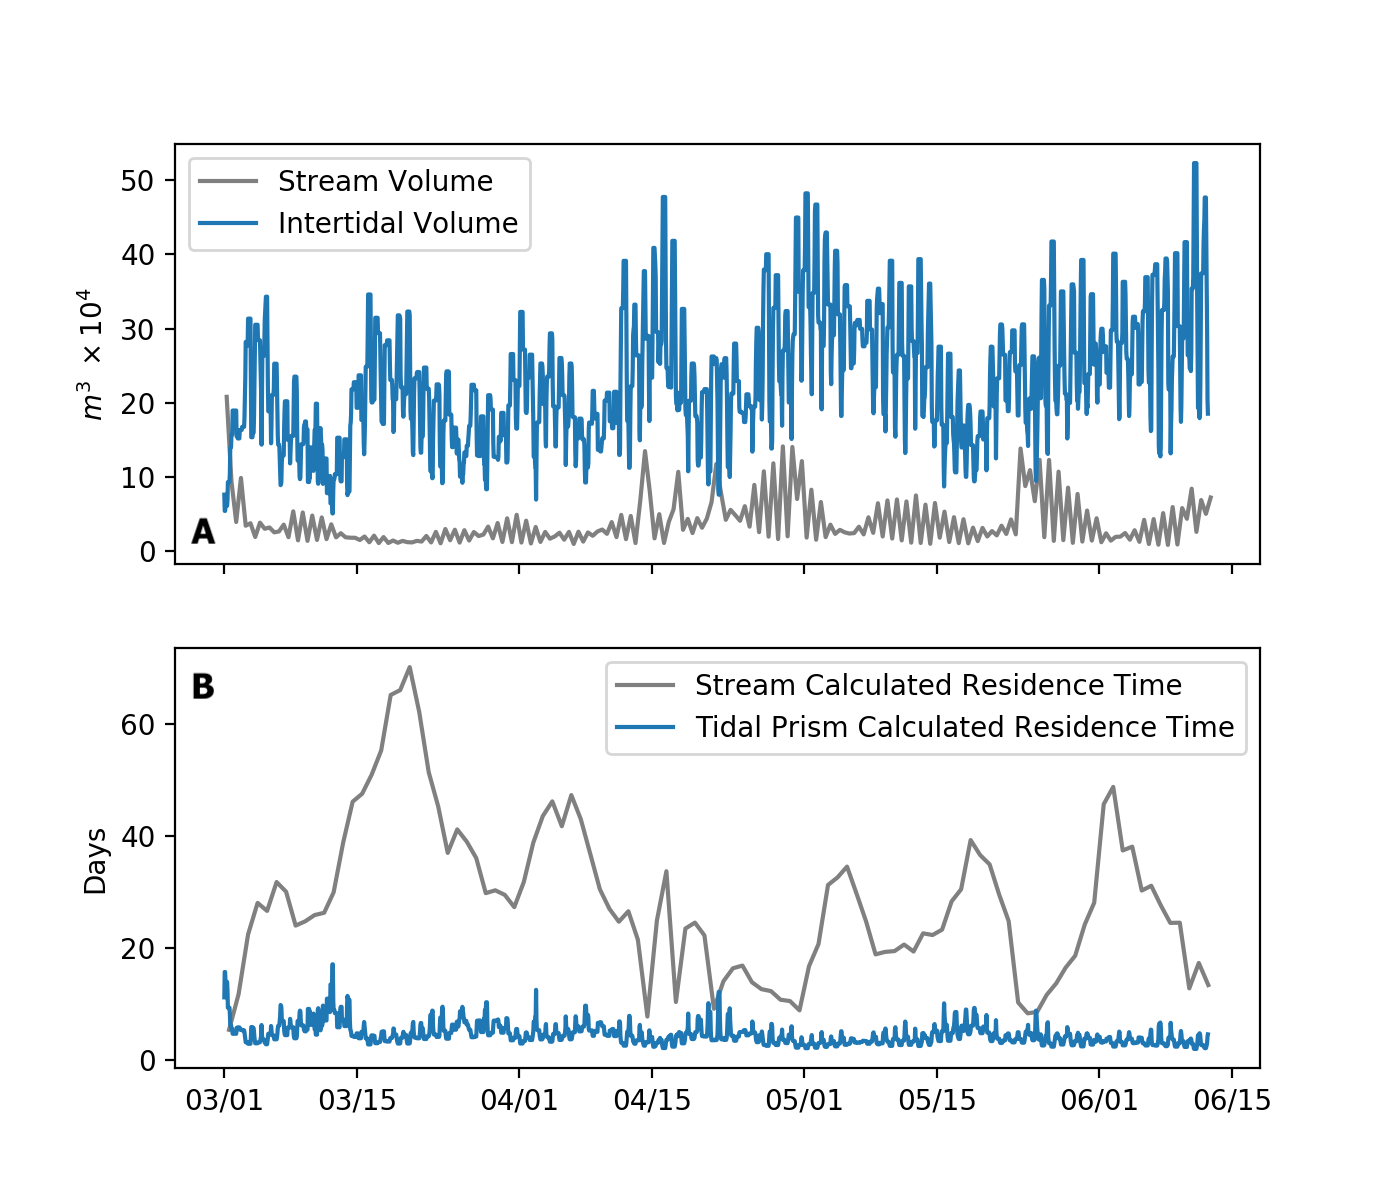 50
40
30
20
10
0
m³ × 10⁴
Stream Volume
Intertidal Volume
A
B
60
40
20
0
Days
Stream Calculated Residence Time
Tidal Prism Calculated Residence Time
03/01 03/15 04/01 04/15 05/01 05/15 06/01 06/15